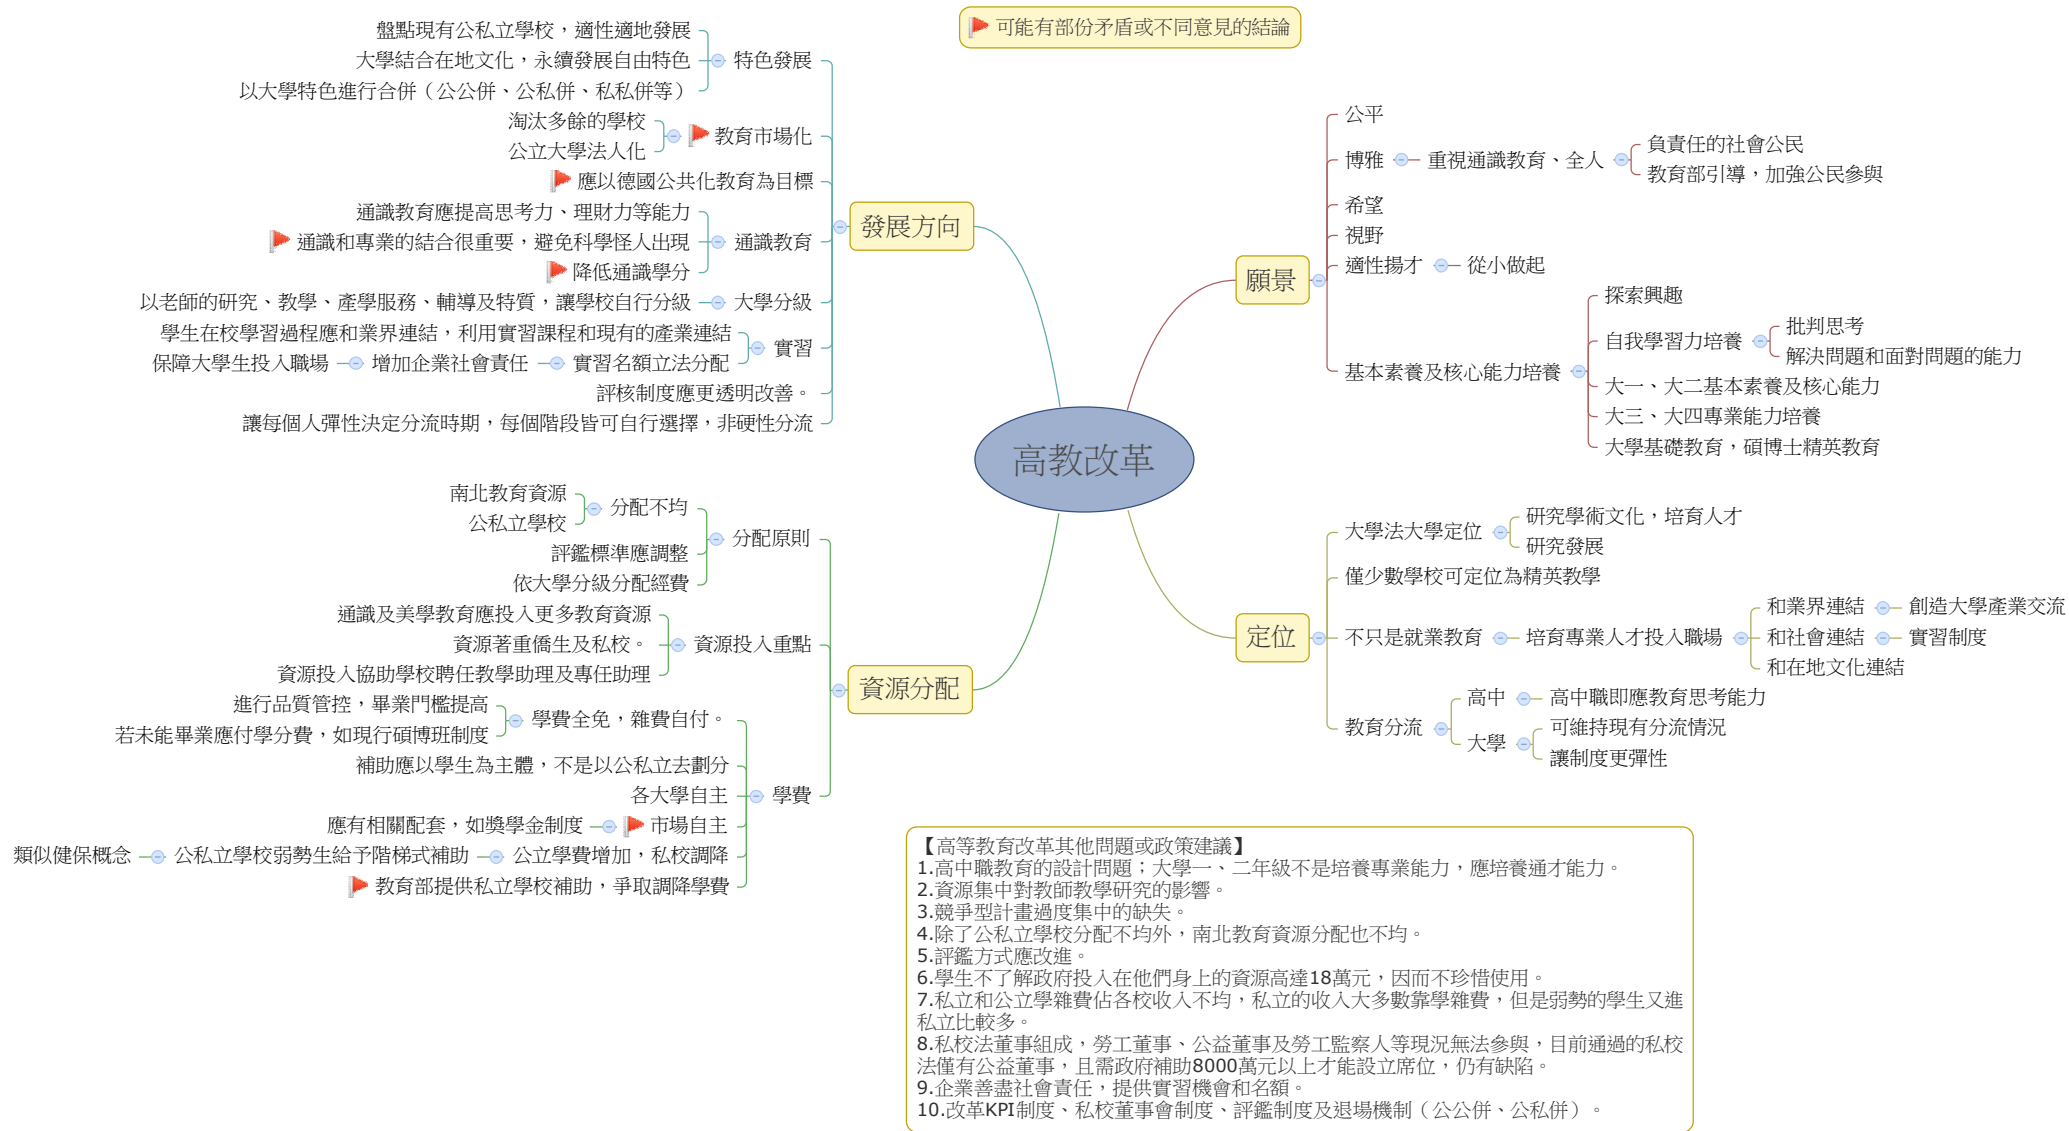 可能有部份矛盾或不同意見的結論
高教改革
發展方向
特色發展
盤點現有公私立學校，適性適地發展
大學結合在地文化，永續發展自由特色
以大學特色進行合併（公公併、公私併、私私併等）
教育市場化
淘汰多餘的學校
公立大學法人化
應以德國公共化教育為目標
通識教育
通識教育應提高思考力、理財力等能力
通識和專業的結合很重要，避免科學怪人出現
降低通識學分
大學分級
以老師的研究、教學、產學服務、輔導及特質，讓學校自行分級
實習
學生在校學習過程應和業界連結，利用實習課程和現有的產業連結
實習名額立法分配
增加企業社會責任
保障大學生投入職場
評核制度應更透明改善。
讓每個人彈性決定分流時期，每個階段皆可自行選擇，非硬性分流
資源分配
分配原則
分配不均
南北教育資源
公私立學校
評鑑標準應調整
依大學分級分配經費
資源投入重點
通識及美學教育應投入更多教育資源
資源著重僑生及私校。
資源投入協助學校聘任教學助理及專任助理
學費
學費全免，雜費自付。
進行品質管控，畢業門檻提高
若未能畢業應付學分費，如現行碩博班制度
補助應以學生為主體，不是以公私立去劃分
各大學自主
市場自主
應有相關配套，如獎學金制度
公立學費增加，私校調降
公私立學校弱勢生給予階梯式補助
類似健保概念
教育部提供私立學校補助，爭取調降學費
願景
公平
博雅
重視通識教育、全人
負責任的社會公民
教育部引導，加強公民參與
希望
視野
適性揚才
從小做起
基本素養及核心能力培養
探索興趣
自我學習力培養
批判思考
解決問題和面對問題的能力
大一、大二基本素養及核心能力
大三、大四專業能力培養
大學基礎教育，碩博士精英教育
定位
大學法大學定位
研究學術文化，培育人才
研究發展
僅少數學校可定位為精英教學
不只是就業教育
培育專業人才投入職場
和業界連結
創造大學產業交流
和社會連結
實習制度
和在地文化連結
教育分流
高中
高中職即應教育思考能力
大學
可維持現有分流情況
讓制度更彈性
【高等教育改革其他問題或政策建議】
1.高中職教育的設計問題；大學一、二年級不是培養專業能力，應培養通才能力。
2.資源集中對教師教學研究的影響。
3.競爭型計畫過度集中的缺失。
4.除了公私立學校分配不均外，南北教育資源分配也不均。
5.評鑑方式應改進。
6.學生不了解政府投入在他們身上的資源高達18萬元，因而不珍惜使用。
7.私立和公立學雜費佔各校收入不均，私立的收入大多數靠學雜費，但是弱勢的學生又進
私立比較多。
8.私校法董事組成，勞工董事、公益董事及勞工監察人等現況無法參與，目前通過的私校
法僅有公益董事，且需政府補助8000萬元以上才能設立席位，仍有缺陷。
9.企業善盡社會責任，提供實習機會和名額。
10.改革KPI制度、私校董事會制度、評鑑制度及退場機制（公公併、公私併）。